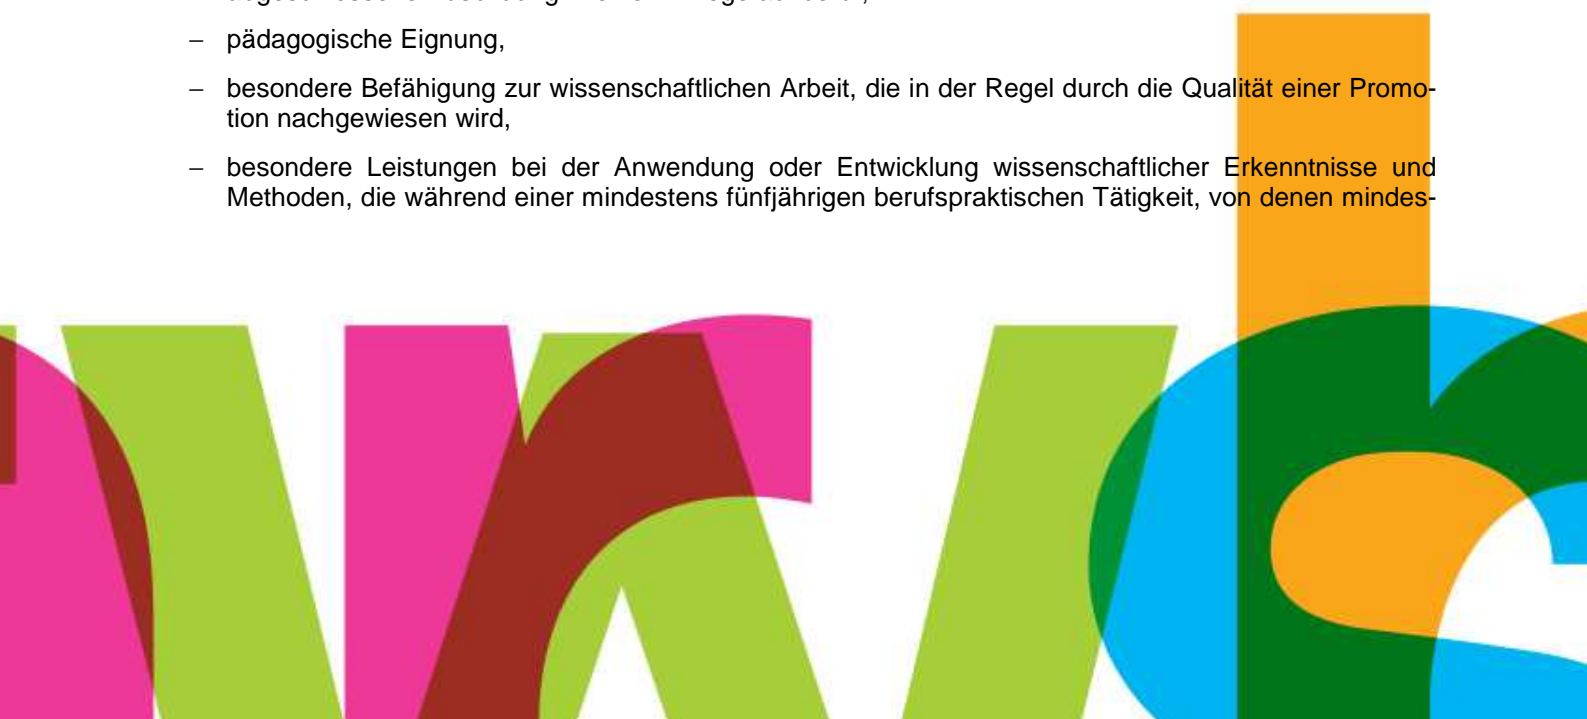 – pädagogische Eignung,
– besondere Befähigung zur wissenschaftlichen Arbeit, die in der Regel durch die Qualität einer Promo-
tion nachgewiesen wird,
– besondere Leistungen bei der Anwendung oder Entwicklung wissenschaftlicher Erkenntnisse und
Methoden, die während einer mindestens fünfjährigen berufspraktischen Tätigkeit, von denen mindes-